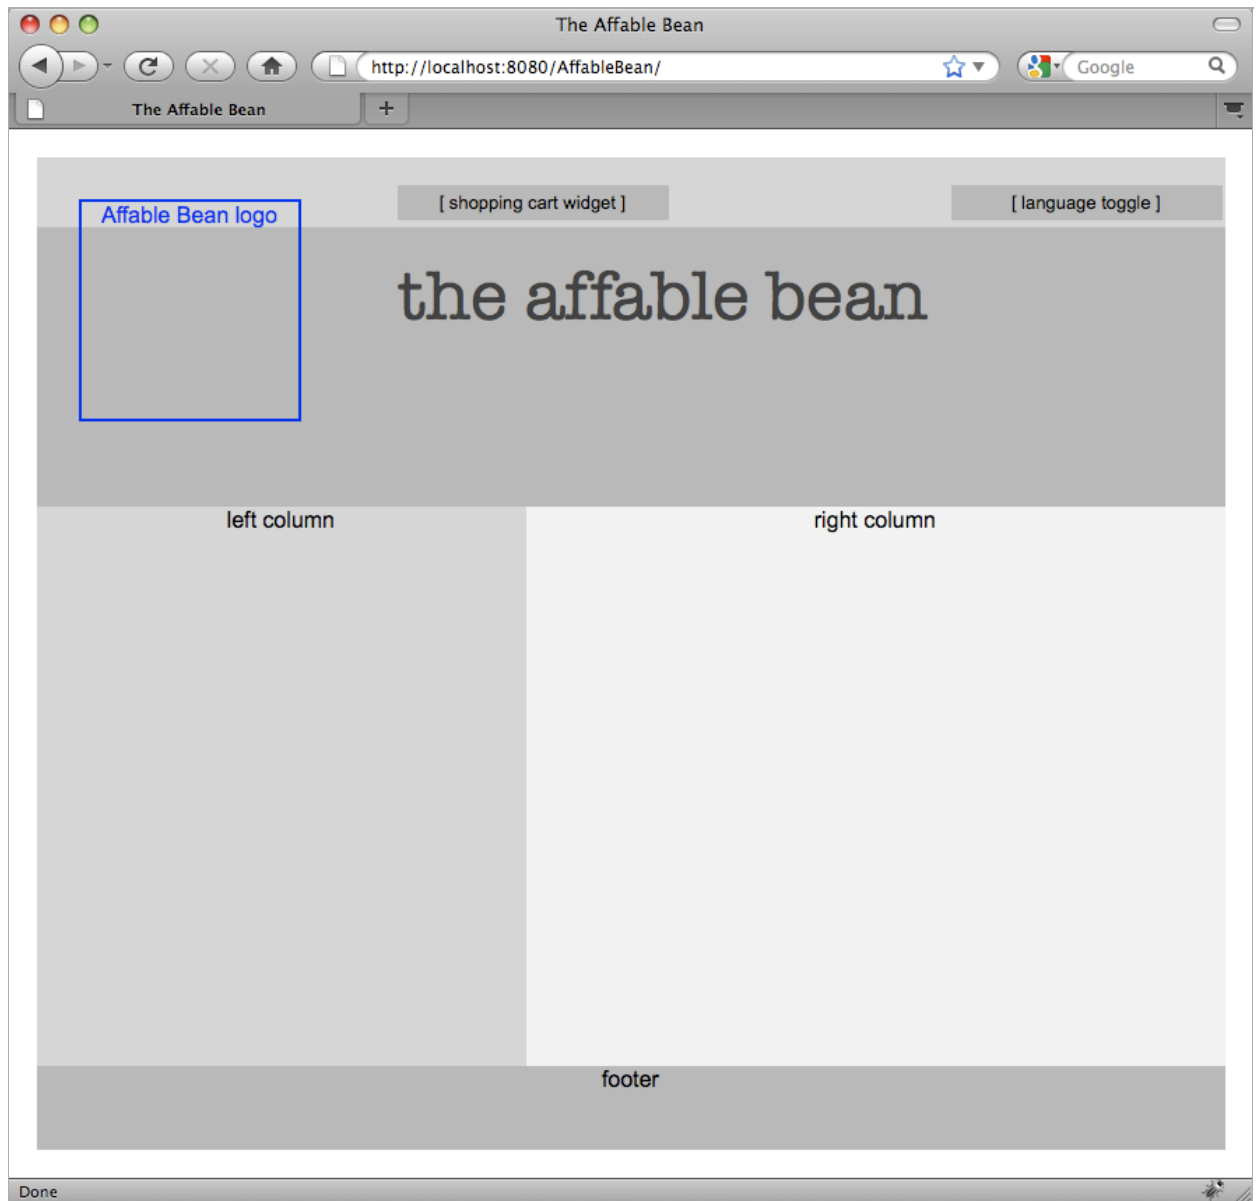 The Affable Bean
http://localhost:8080/AffableBean/
Google
The Affable Bean
[ shopping cart widget ]
[ language toggle ]
Affable Bean logo
the affable bean
left column
right column
footer
Done